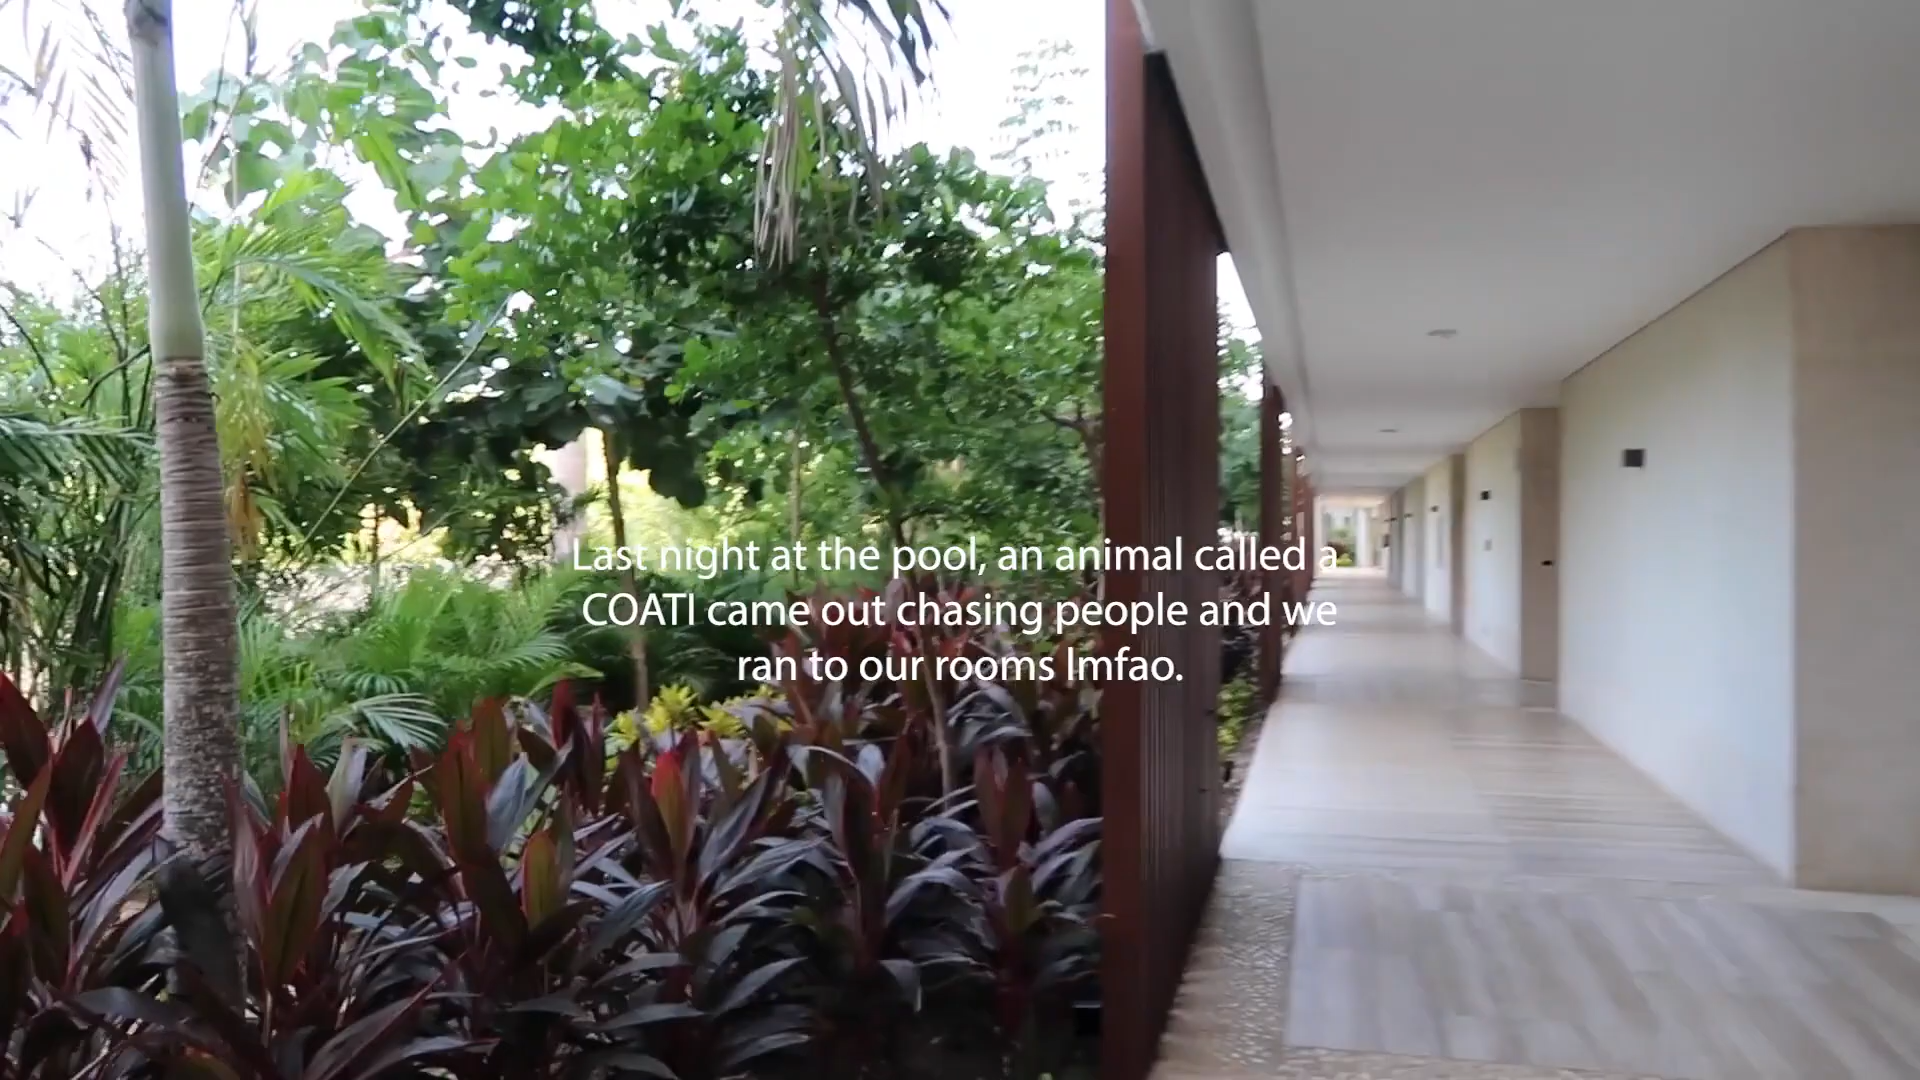 Last night at the pool, an animal called a
COATI came out chasing people and we
ran to our rooms lmfao.